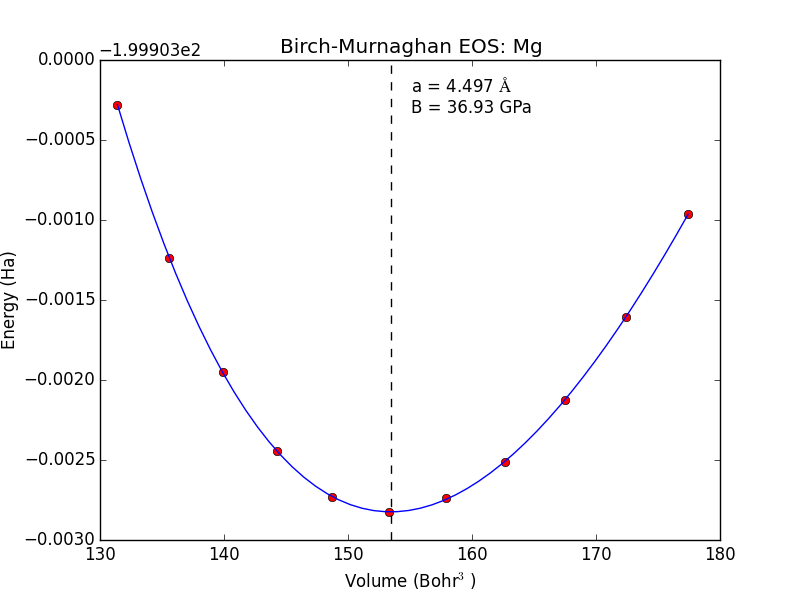 −1.99903e2
Birch-Murnaghan EOS: Mg
0.0000
−0.0005
−0.0010
−0.0015
−0.0020
−0.0025
−0.0030
Energy (Ha)
a = 4.497 Å
B = 36.93 GPa
130 140 150 160 170 180
Volume (Bohr³ )